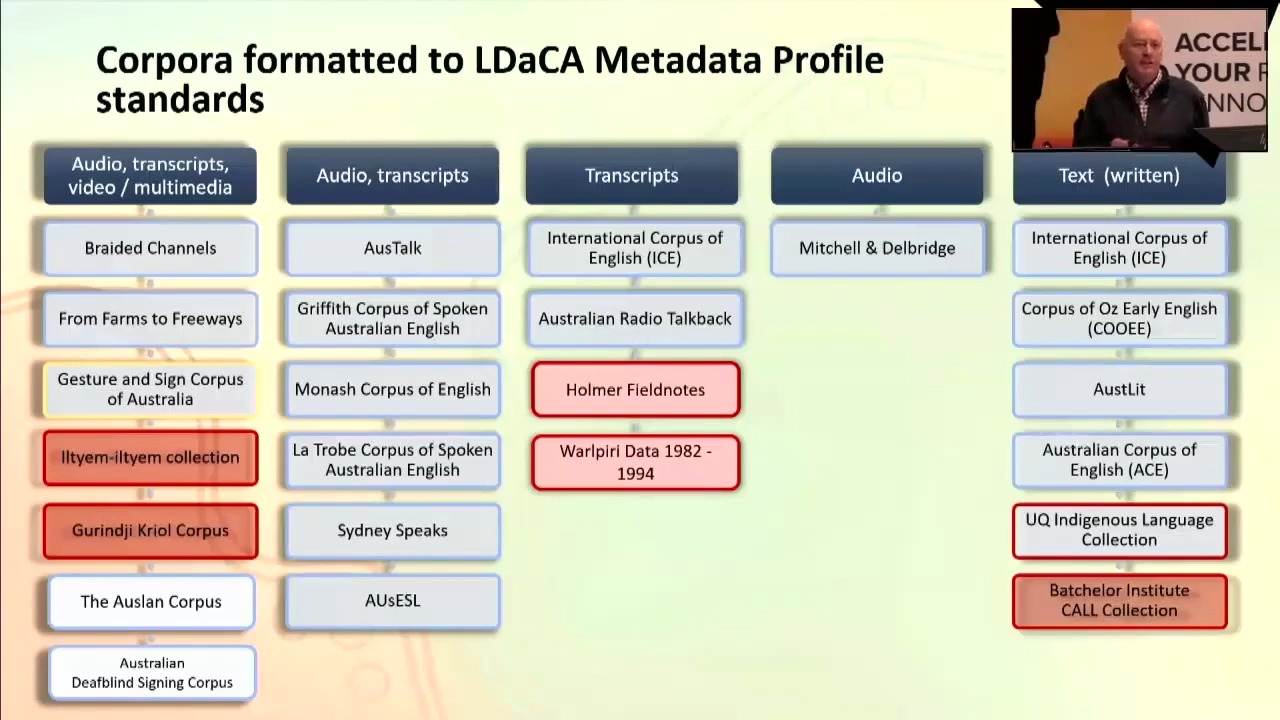 Corpora formatted to LDaCA Metadata Profile
standards
ACCEL
YOUR
NNO
Audio, transcripts,
video / multimedia
Braided Channels
From Farms to Freeways
Gesture and Sign Corpus
of Australia
Iltyem-iltyem collection
Gurindji Kriol Corpus
The Auslan Corpus
Australian
Deafblind Signing Corpus
Audio, transcripts
AusTalk
Griffith Corpus of Spoken
Australian English
Monash Corpus of English
La Trobe Corpus of Spoken
Australian English
Sydney Speaks
AUsESL
Transcripts
International Corpus of
English (ICE)
Australian Radio Talkback
Holmer Fieldnotes
Warlpiri Data 1982 -
1994
Audio
Mitchell & Delbridge
Text (written)
International Corpus of
English (ICE)
Corpus of Oz Early English
(COOEE)
AustLit
Australian Corpus of
English (ACE)
UQ Indigenous Language
Collection
Batchelor Institute
CALL Collection